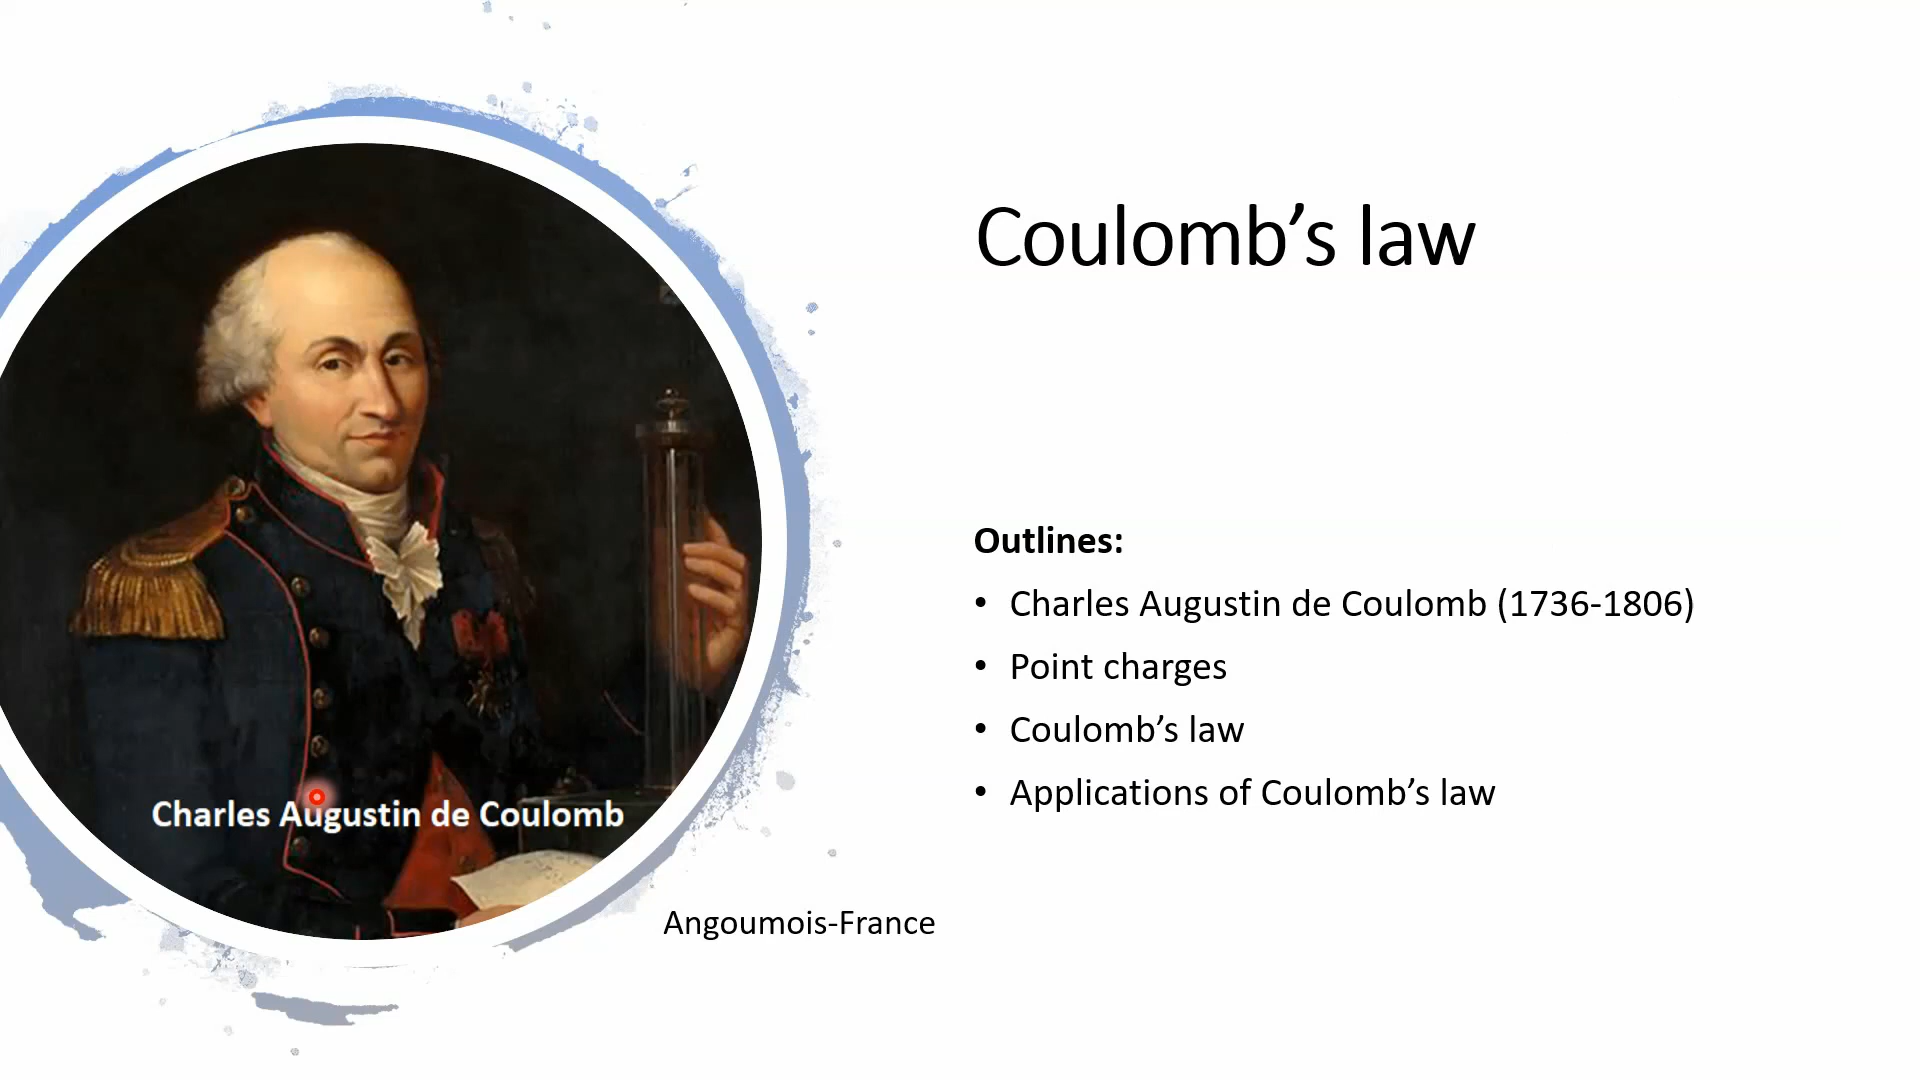 Coulomb’s law
Outlines:
• Charles Augustin de Coulomb (1736-1806)
• Point charges
• Coulomb’s law
• Applications of Coulomb’s law
Charles Augustin de Coulomb
Angoumois-France